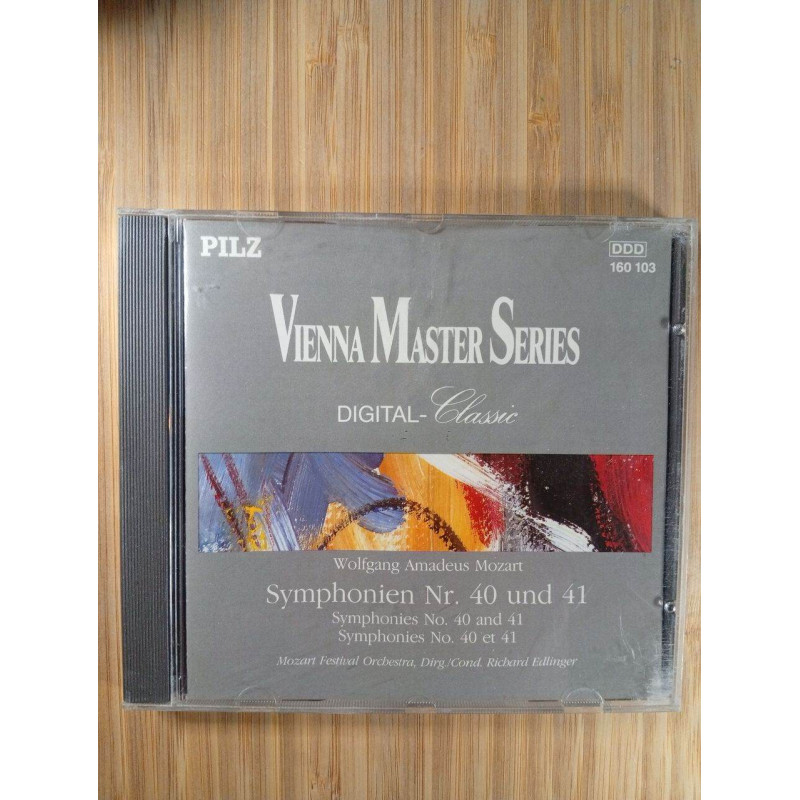 PILZ
DDD
160 103
VIENNA MASTER SERIES
DIGITAL-Classic
Wolfgang Amadeus Mozart
Symphonien Nr. 40 und 41
Symphonies No. 40 and 41
Symphonies No. 40 et 41
Mozart Festival Orchestra, Dirg./Cond. Richard Edlinger